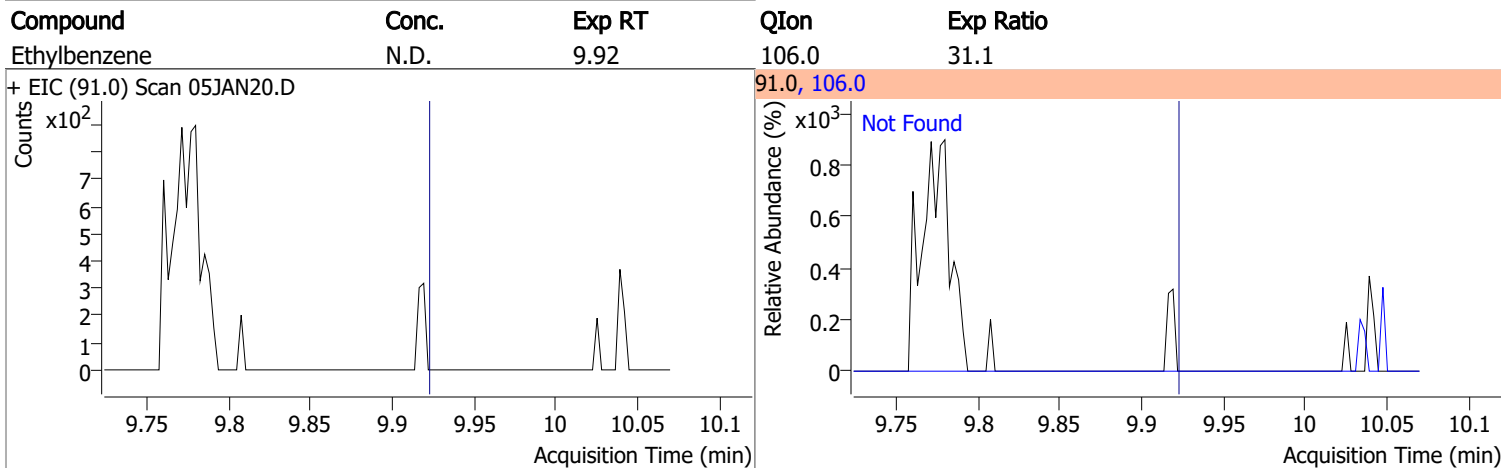 Compound Conc. Exp RT QIon Exp Ratio
Ethylbenzene N.D. 9.92 106.0 31.1
+ EIC (91.0) Scan 05JAN20.D
Counts
x10²
7
6
5
4
3
2
1
0
9.75 9.8 9.85 9.9 9.95 10 10.05 10.1
Acquisition Time (min)
91.0, 106.0
Relative Abundance (%)
x10³
Not Found
0.8
0.6
0.4
0.2
0
9.75 9.8 9.85 9.9 9.95 10 10.05 10.1
Acquisition Time (min)